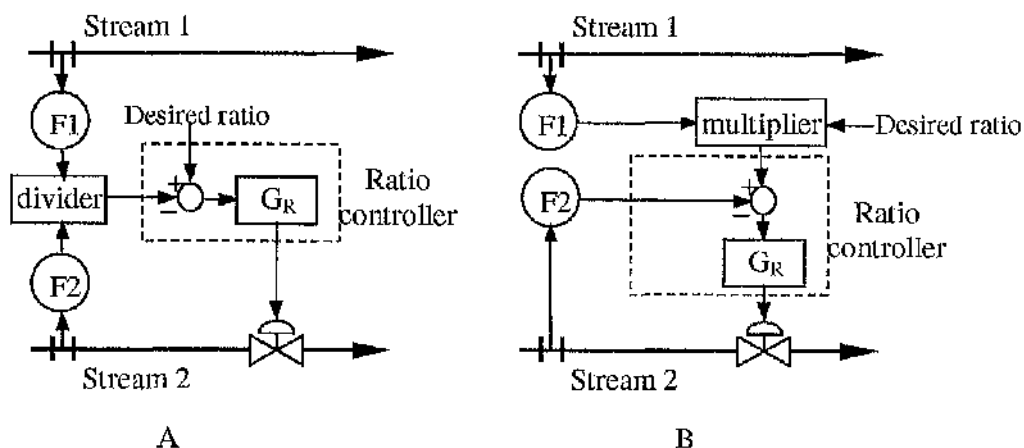 Stream 1
F1
Desired ratio
divider
+
−
G_R
Ratio
controller
F2
Stream 2
A
Stream 1
F1
multiplier
Desired ratio
F2
+
−
Ratio
controller
G_R
Stream 2
B